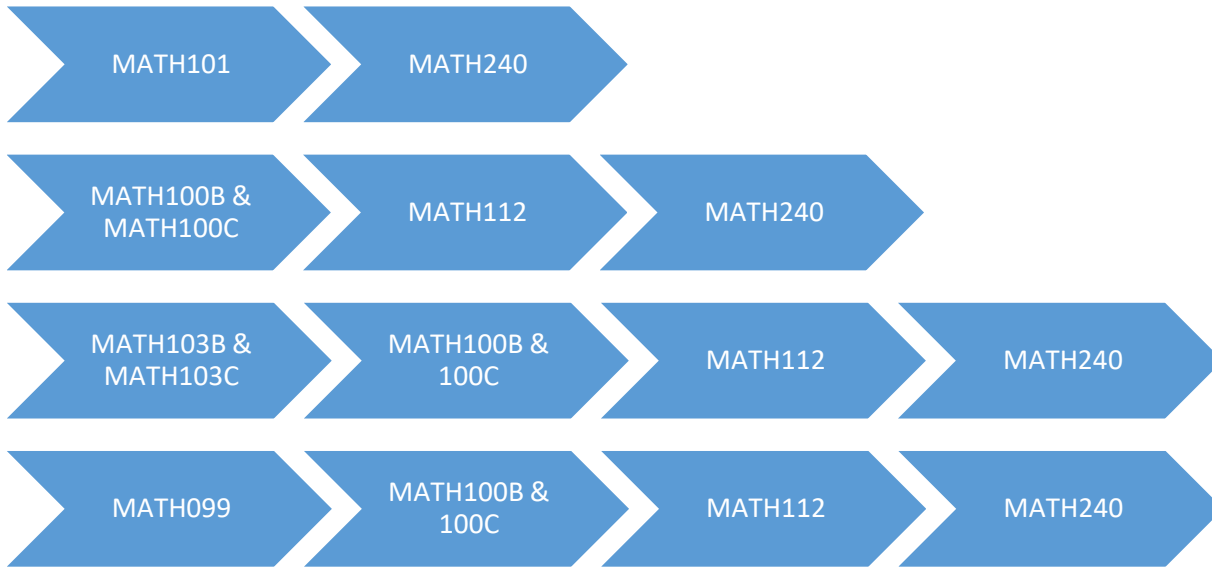 MATH101
MATH240
MATH100B &
MATH100C
MATH112
MATH240
MATH103B &
MATH103C
MATH100B &
100C
MATH112
MATH240
MATH099
MATH100B &
100C
MATH112
MATH240